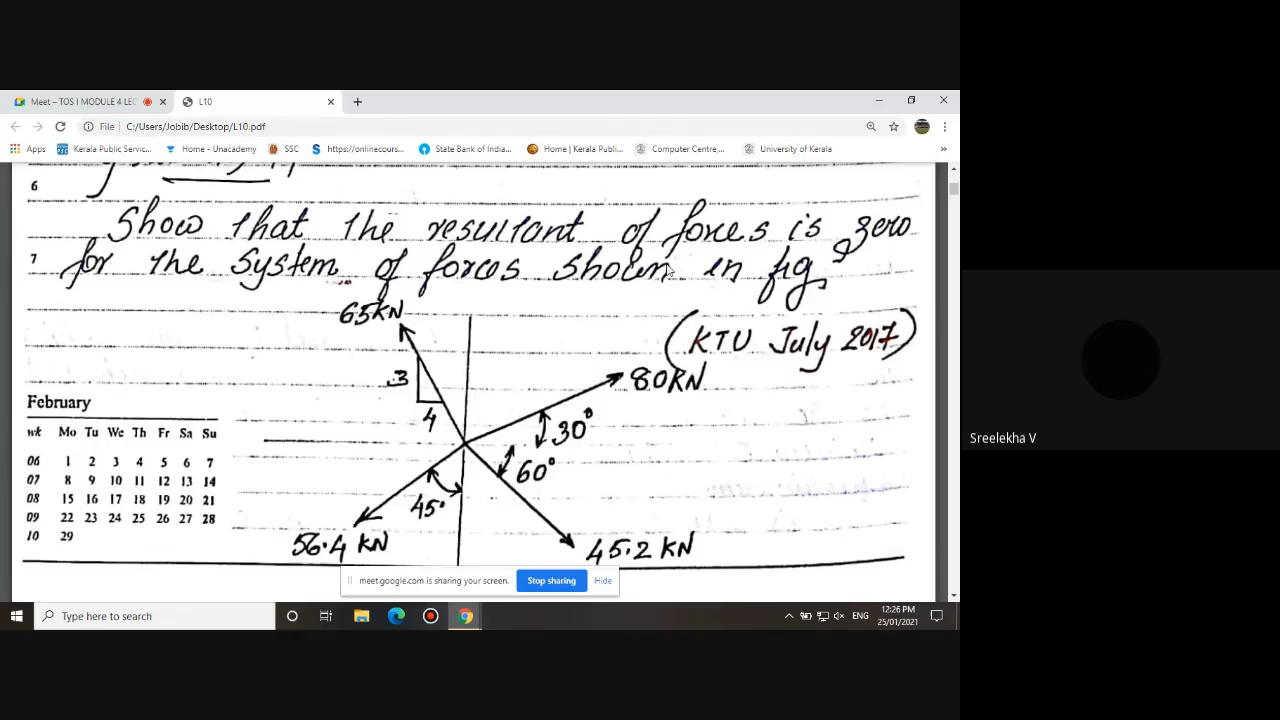 Meet – TOS I MODULE 4 LEC
L10
File
C:/Users/Jobib/Desktop/L10.pdf
Apps
Kerala Public Servic...
Home - Unacademy
SSC
https://onlinecours...
State Bank of India...
Home | Kerala Publi...
Computer Centre,...
University of Kerala
»
6
Show that the resultant of forces is zero
7
for the system of forces shown in fig
65KN
(KTU July 2017)
3
80KN
4
30°
February
wk Mo Tu We Th Fr Sa Su
06 1 2 3 4 5 6 7
07 8 9 10 11 12 13 14
08 15 16 17 18 19 20 21
09 22 23 24 25 26 27 28
10 29
60°
45°
56.4 KN
45.2 KN
Sreelekha V
meet.google.com is sharing your screen.
Stop sharing
Hide
Type here to search
ENG
12:26 PM
25/01/2021